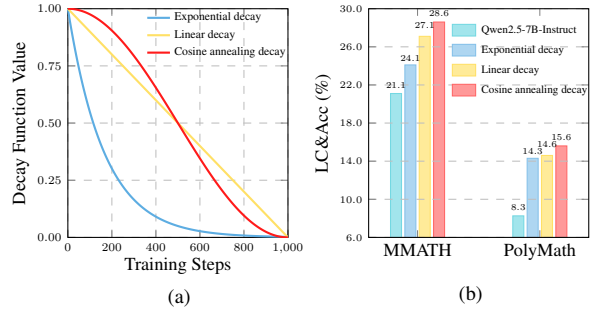 1.00
0.75
0.50
0.25
0.00
Decay Function Value
Exponential decay
Linear decay
Cosine annealing decay
0 200 400 600 800 1,000
Training Steps
(a)
30.0
26.0
22.0
18.0
14.0
10.0
6.0
LC&Acc (%)
Qwen2.5-7B-Instruct
Exponential decay
Linear decay
Cosine annealing decay
21.1 24.1 27.1 28.6
8.3 14.3 14.6 15.6
MMATH PolyMath
(b)